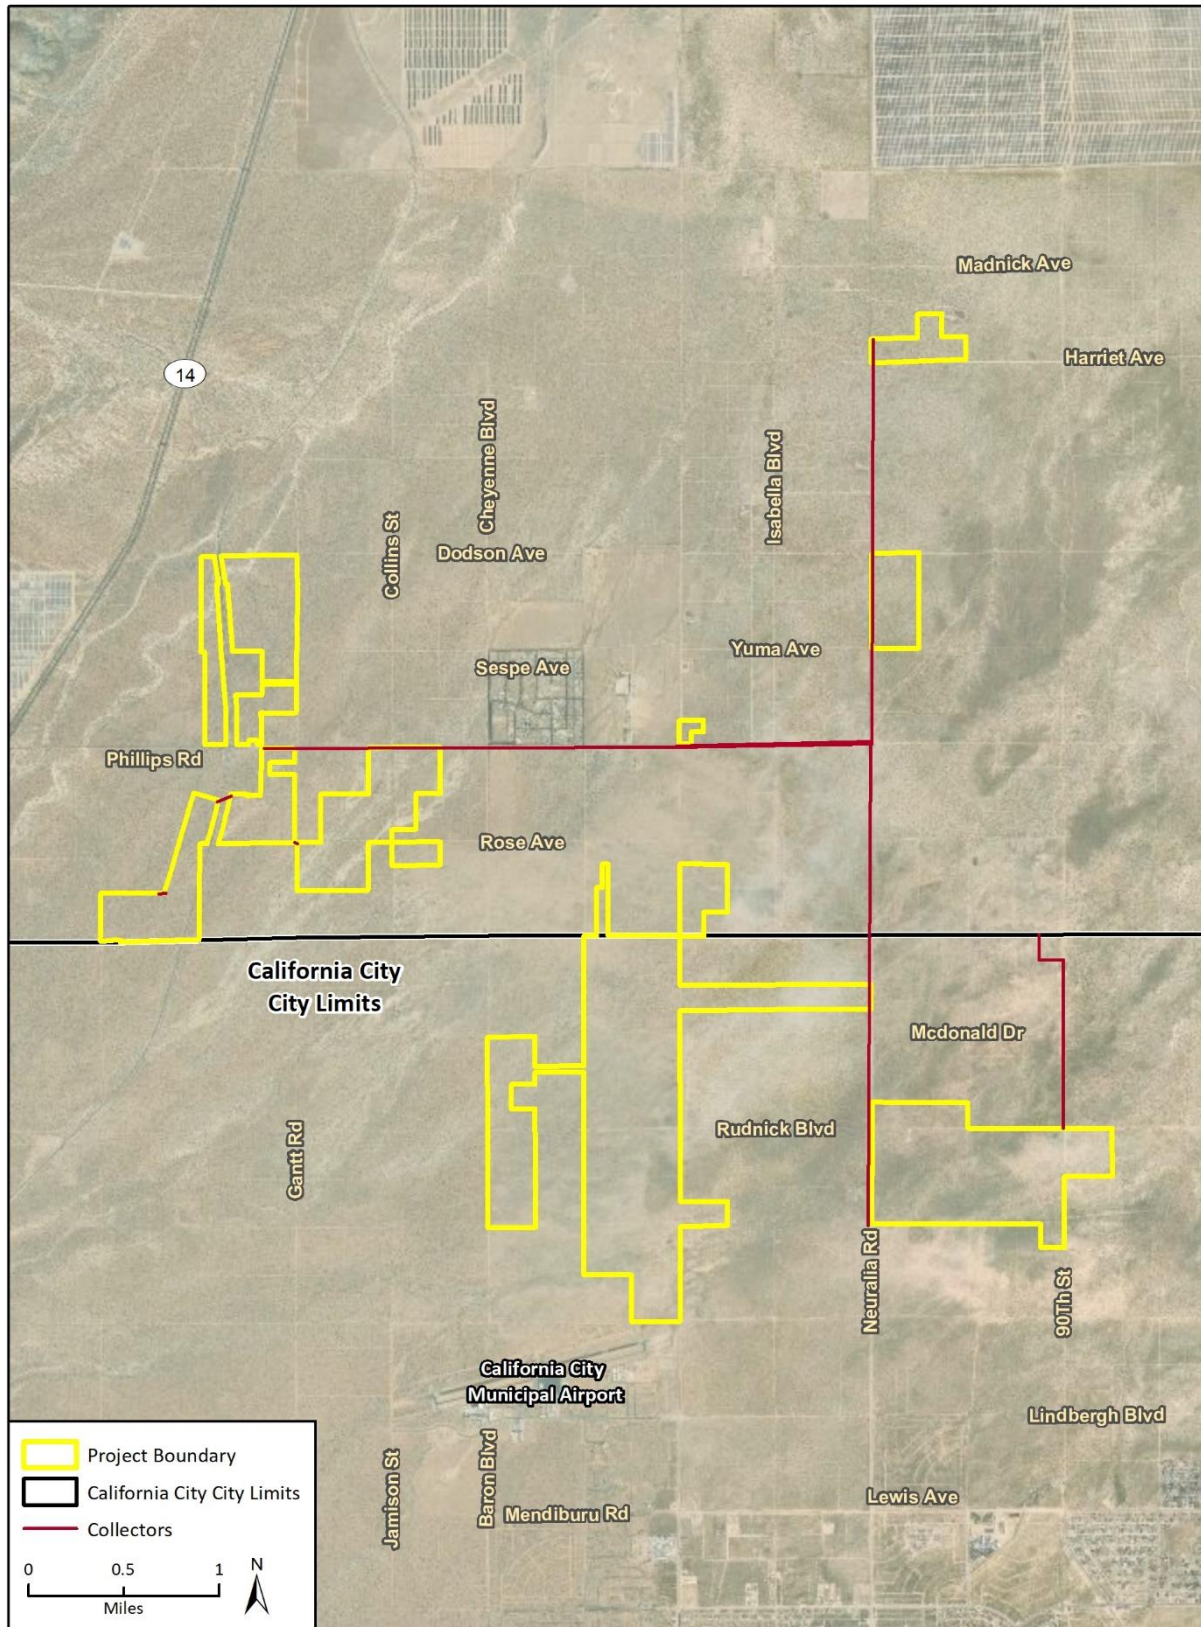 Madnick Ave
Harriet Ave
14
Cheyenne Blvd
Isabella Blvd
Collins St
Dodson Ave
Yuma Ave
Sespe Ave
Phillips Rd
Rose Ave
California City
City Limits
Mcdonald Dr
Rudnick Blvd
Gantt Rd
Neuralia Rd
90Th St
California City
Municipal Airport
Lindbergh Blvd
Jamison St
Baron Blvd
Mendiburu Rd
Lewis Ave
Project Boundary
California City City Limits
Collectors
0 0.5 1
Miles
N